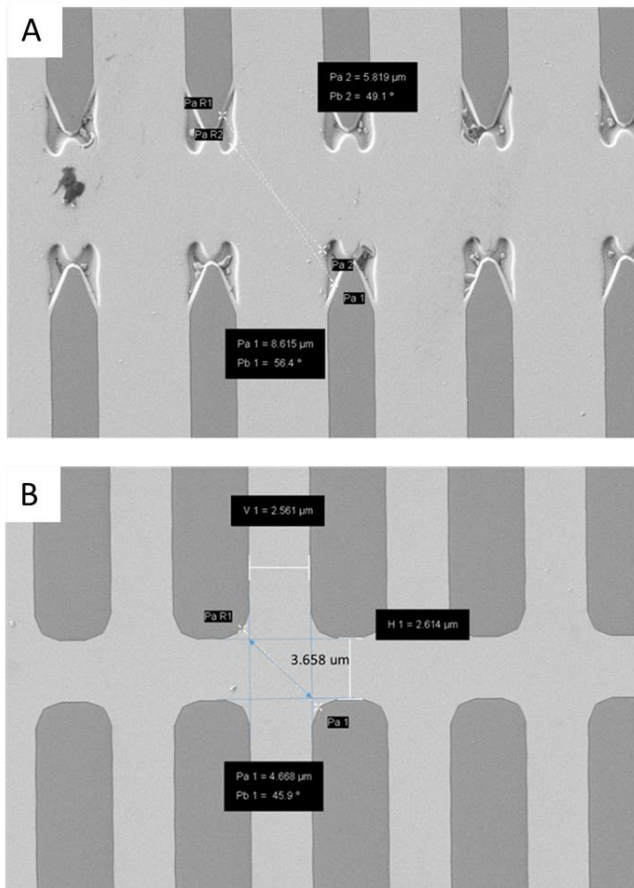 A
Pa 2 = 5.819 µm
Pb 2 = 49.1 °
Pa R1
Pa R2
Pa 2
Pa 1
Pa 1 = 8.615 µm
Pb 1 = 56.4 °
B
V 1 = 2.561 µm
Pa R1
H 1 = 2.614 µm
3.658 um
Pa 1
Pa 1 = 4.668 µm
Pb 1 = 45.9 °